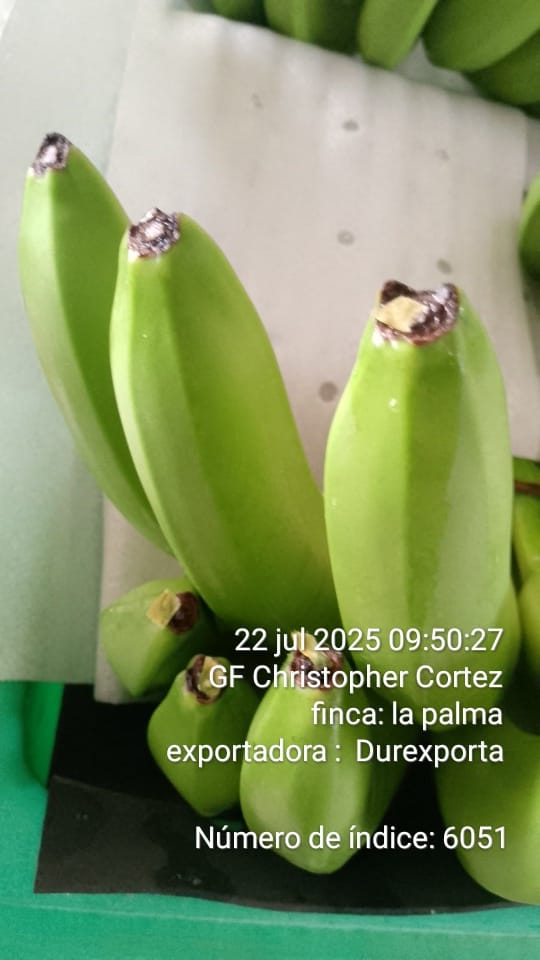 22 jul 2025 09:50:27
GF Christopher Cortez
finca: la palma
exportadora :  Durexporta
Número de índice: 6051